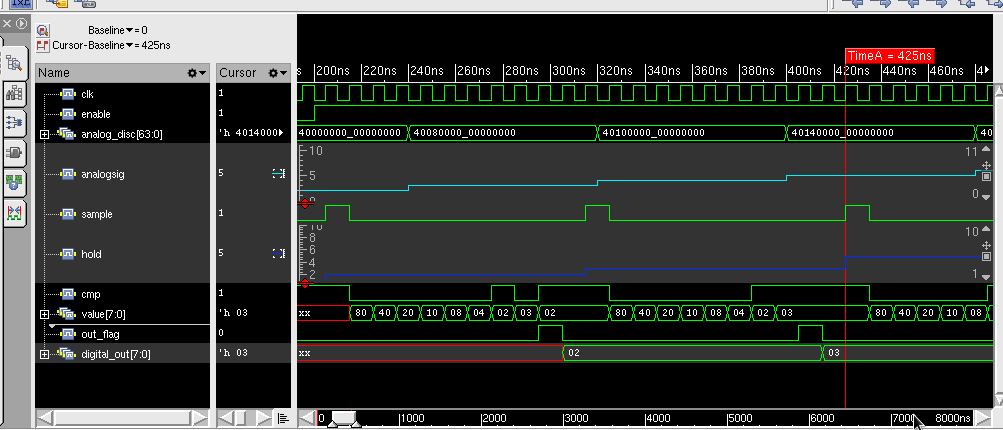 Baseline = 0
Cursor-Baseline = 425ns
TimeA = 425ns
Name Cursor s 200ns 220ns 240ns 260ns 280ns 300ns 320ns 340ns 360ns 380ns 400ns 420ns 440ns 460ns 4
clk 1
enable 1
analog_disc[63:0] 'h 4014000 40000000_00000000 40080000_00000000 40100000_00000000 40140000_00000000 40
10 11
analogsig 5 5
0 0
sample 1
10 10
8
6
hold 5 4
2 1
cmp 1
value[7:0] 'h 03 xx 80 40 20 10 08 04 02 03 02 80 40 20 10 08 04 02 03 80 40 20 10 08
out_flag 0
digital_out[7:0] 'h 03 xx 02 03
0 1000 2000 3000 4000 5000 6000 7000 8000ns